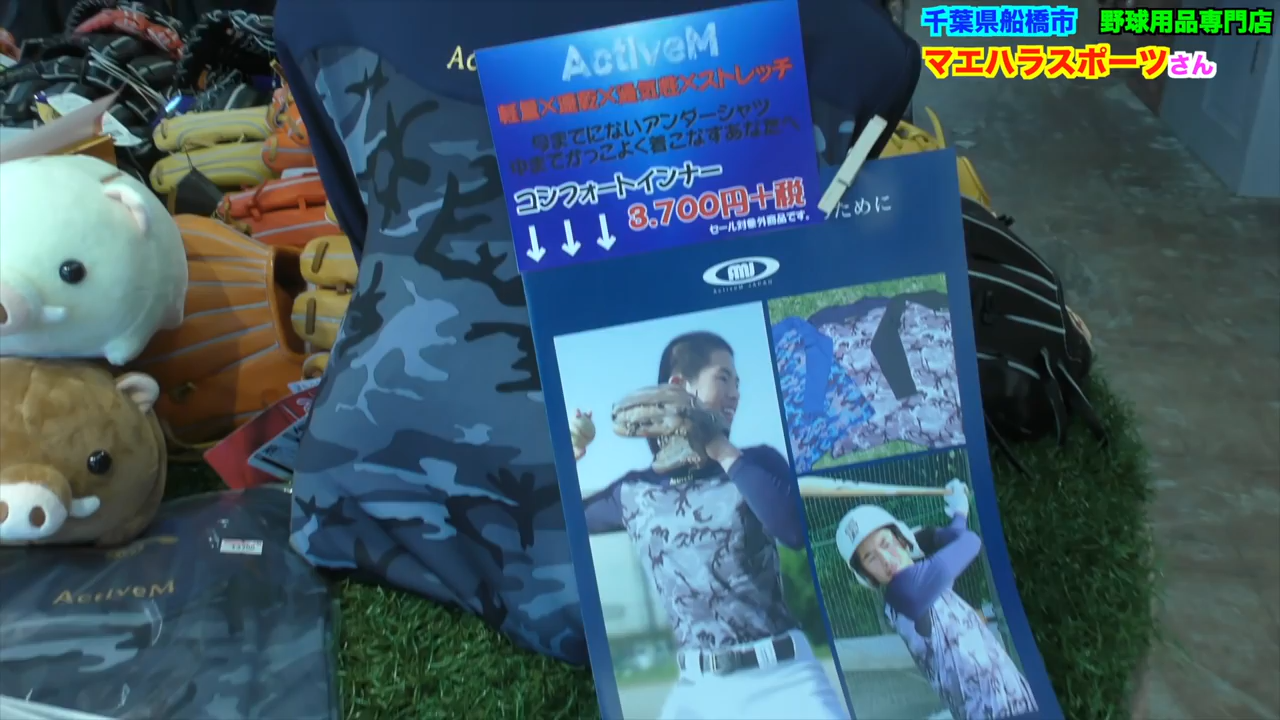 千葉県船橋市 野球用品専門店
マエハラスポーツさん
ActiveM
軽量×速乾×通気性×ストレッチ
今までにないアンダーシャツ
中までかっこよく着こなすあなたへ
コンフォートインナー
3.700円+税
セール対象外商品です。
ために
AMJ
ActiveM JAPAN
Ac
ActiveM